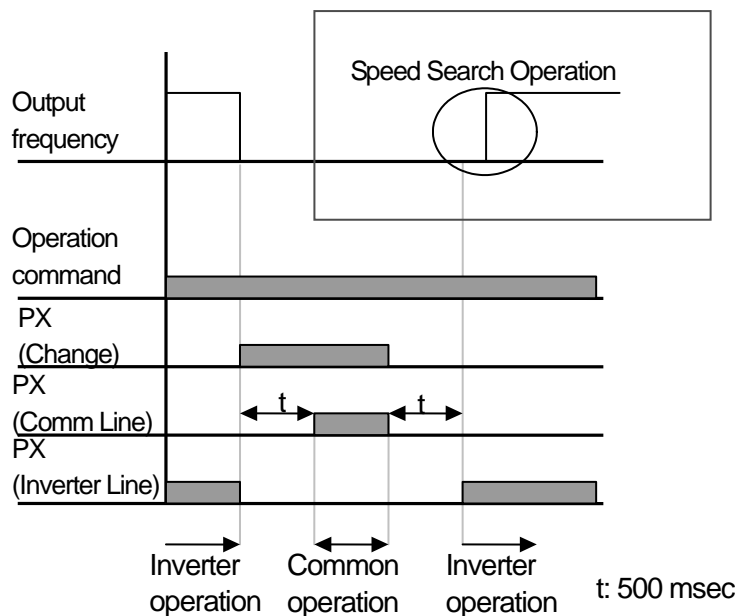 Speed Search Operation
Output
frequency
Operation
command
PX
(Change)
PX
(Comm Line)
t
t
PX
(Inverter Line)
Inverter
operation
Common
operation
Inverter
operation
t: 500 msec